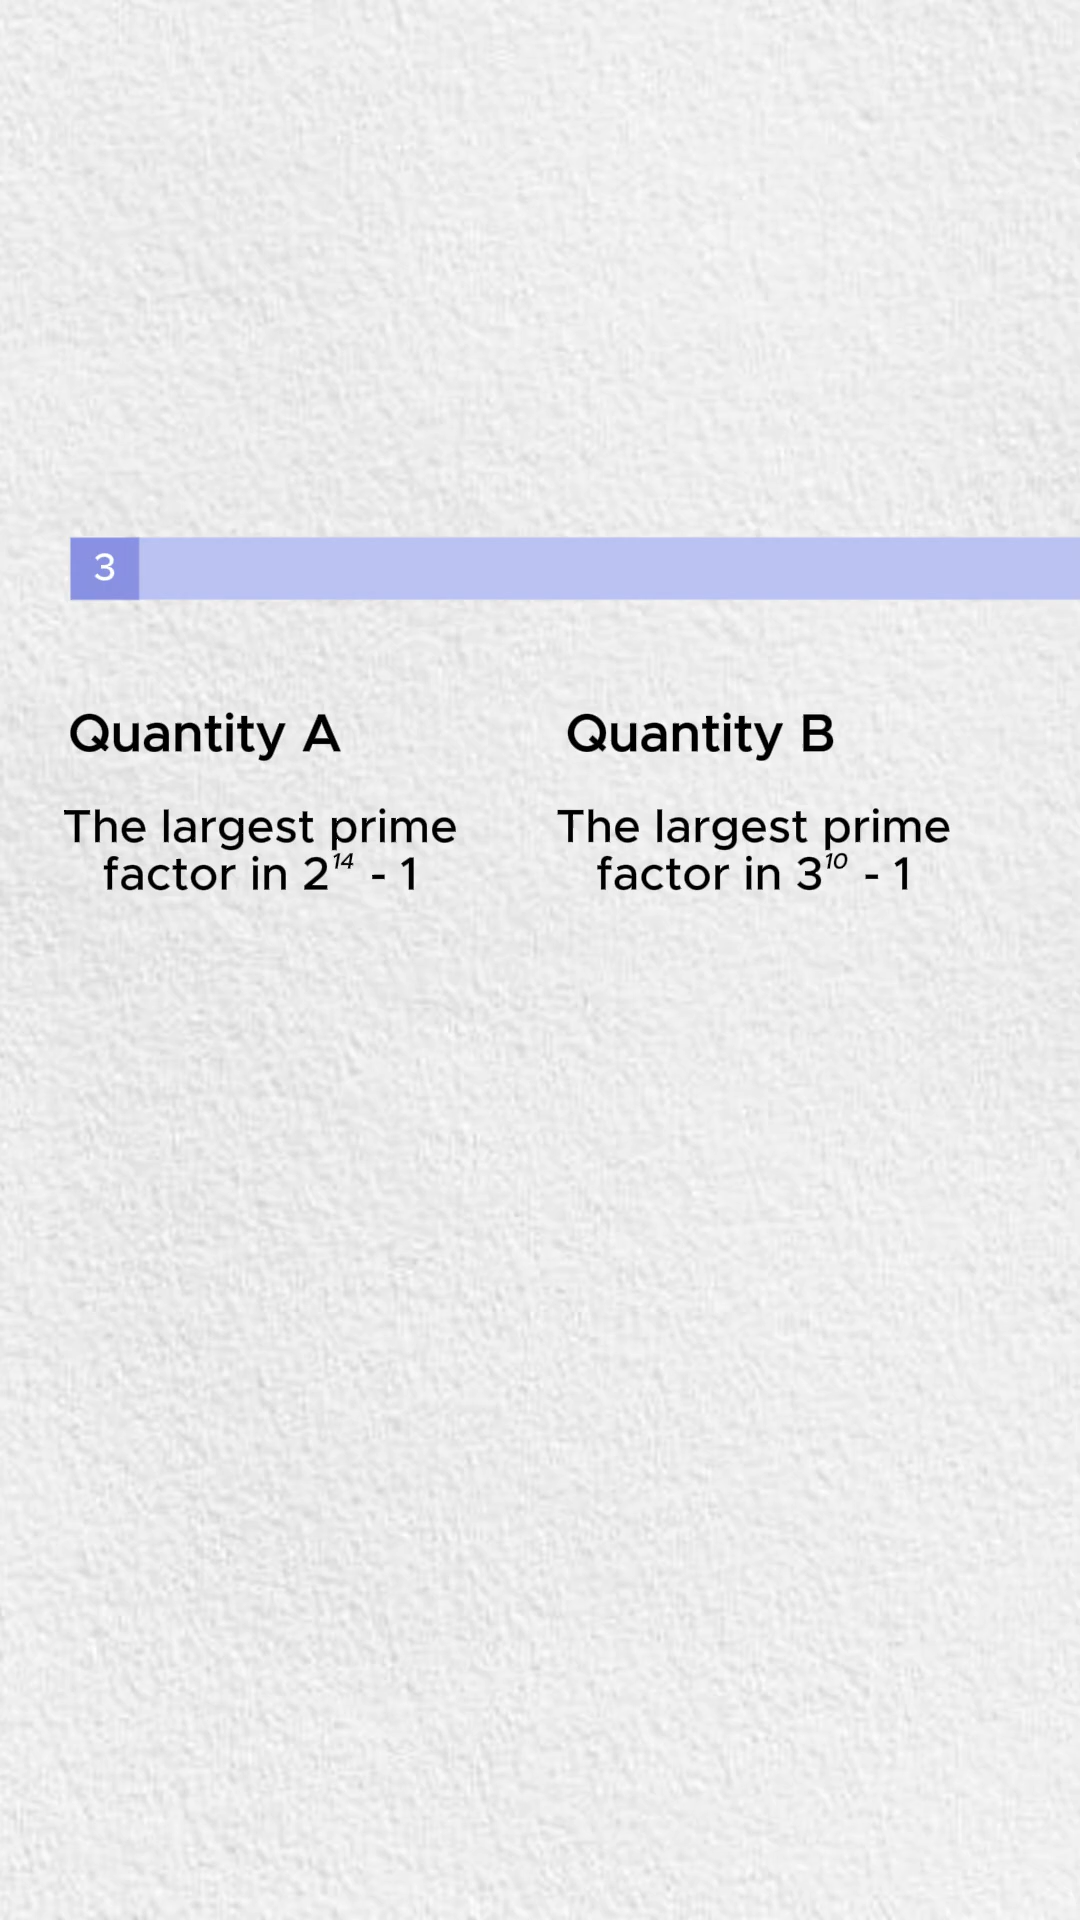 3
Quantity A
Quantity B
The largest prime
factor in 2¹⁴ - 1
The largest prime
factor in 3¹⁰ - 1